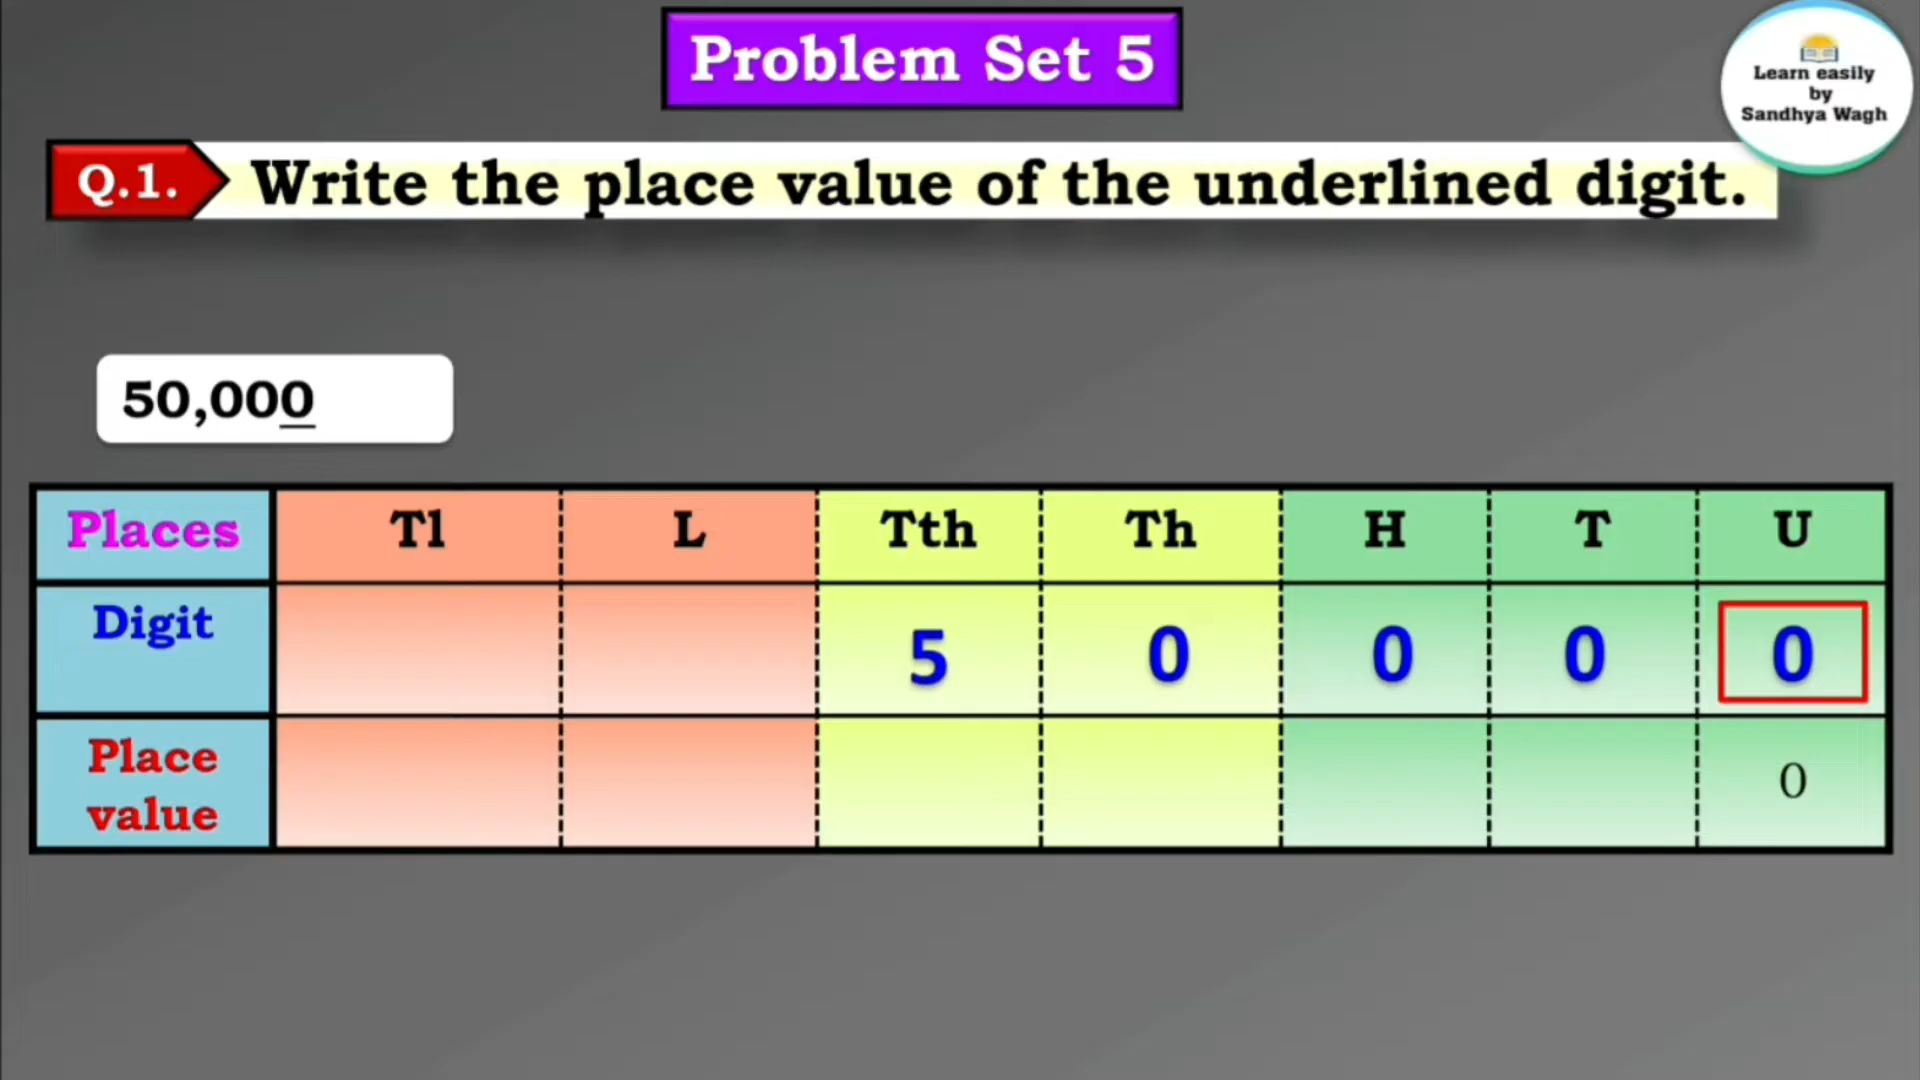 Problem Set 5
Learn easily
by
Sandhya Wagh
Q.1. Write the place value of the underlined digit.
50,000
Places Tl L Tth Th H T U
Digit 5 0 0 0 0
Place
value 0